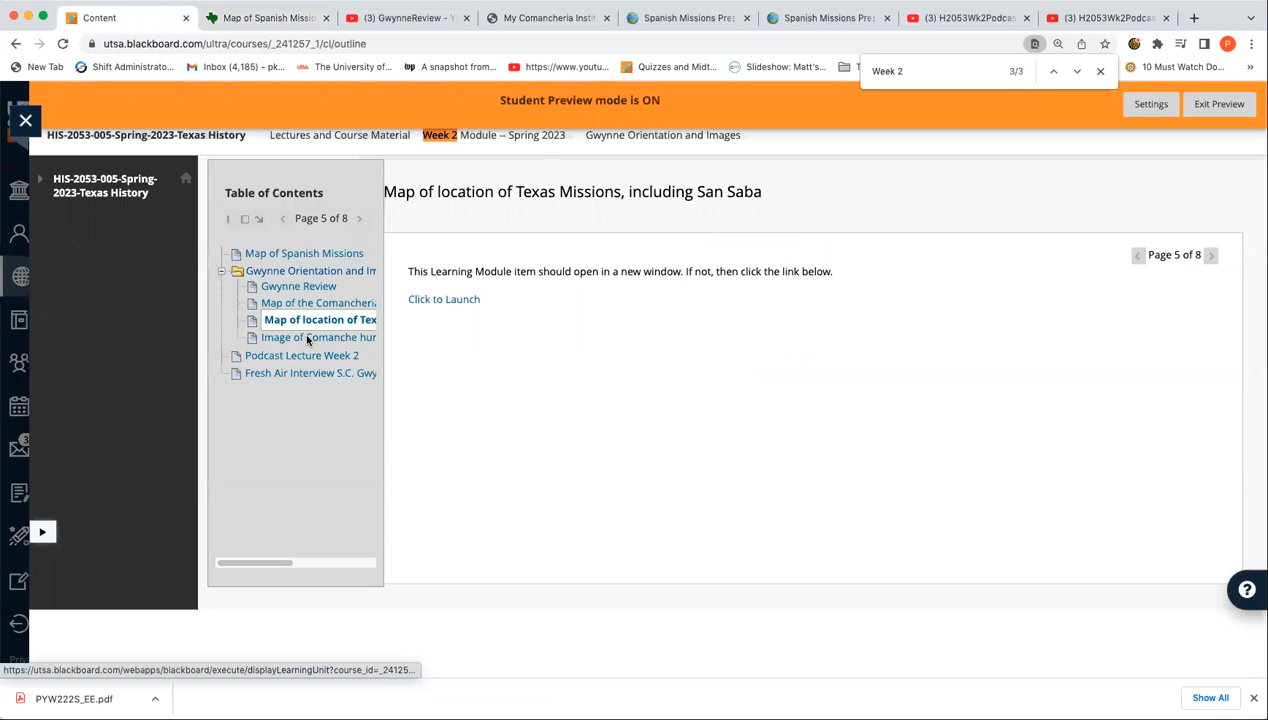 Content
Map of Spanish Missio
(3) GwynneReview - Y
My Comancheria Inst
Spanish Missions Pres
Spanish Missions Pre
(3) H2053Wk2Podcas
(3) H2053Wk2Podcas
utsa.blackboard.com/ultra/courses/_241257_1/cl/outline
P
New Tab
Shift Administrato...
Inbox (4,185) - pk...
The University of...
A snapshot from...
https://www.youtu...
Quizzes and Midt...
Slideshow: Matt's...
10 Must Watch Do...
Week 2
3/3
Student Preview mode is ON
Settings
Exit Preview
HIS-2053-005-Spring-2023-Texas History
Lectures and Course Material
Week 2 Module -- Spring 2023
Gwynne Orientation and Images
HIS-2053-005-Spring-
2023-Texas History
Table of Contents
Page 5 of 8
Map of Spanish Missions
Gwynne Orientation and Im
Gwynne Review
Map of the Comancheria
Map of location of Tex
Image of Comanche hun
Podcast Lecture Week 2
Fresh Air Interview S.C. Gwy
Map of location of Texas Missions, including San Saba
Page 5 of 8
This Learning Module item should open in a new window. If not, then click the link below.
Click to Launch
https://utsa.blackboard.com/webapps/blackboard/execute/displayLearningUnit?course_id=_24125...
PYW222S_EE.pdf
Show All